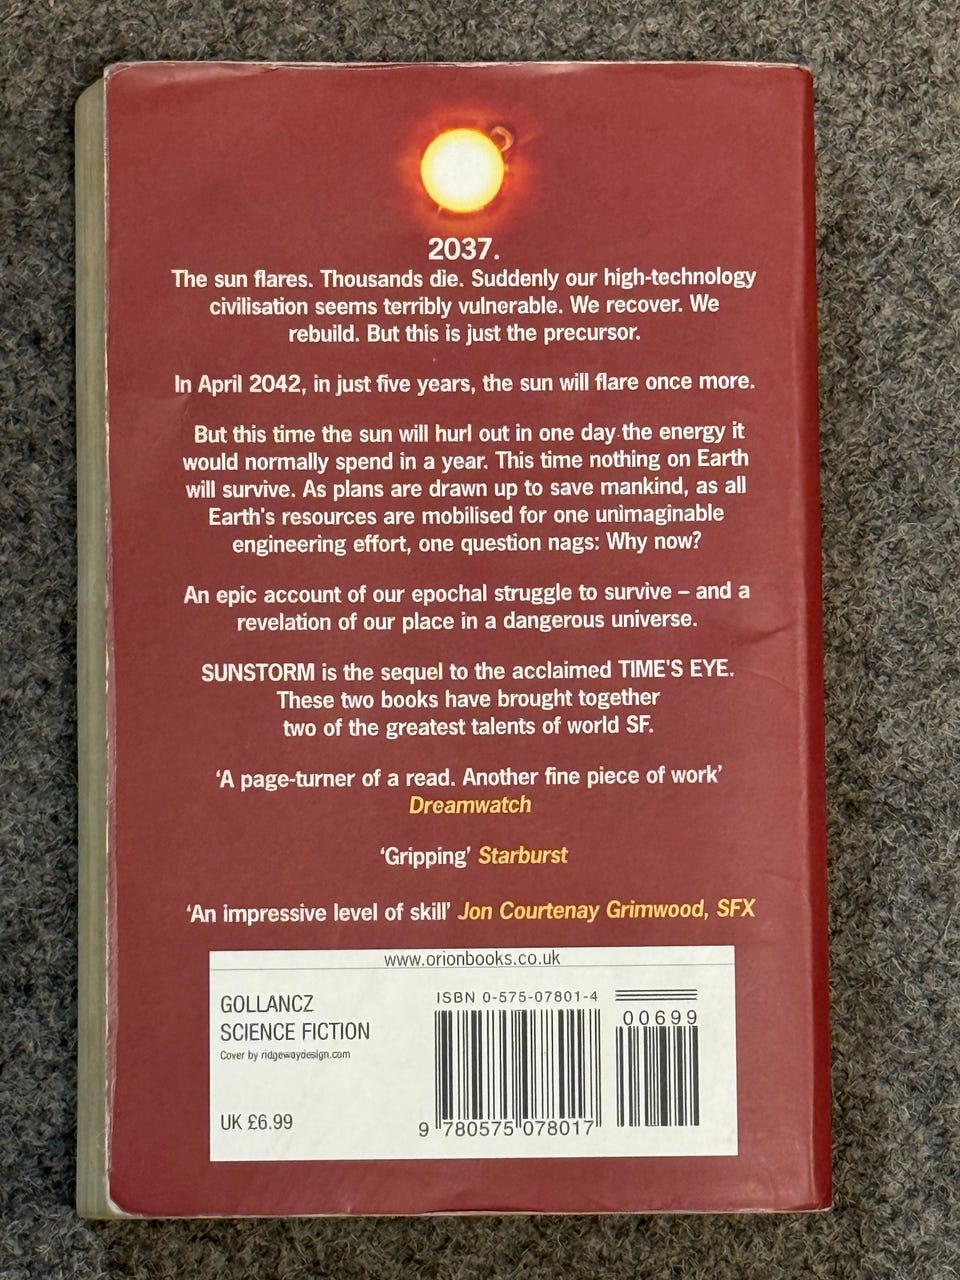 2037.
The sun flares. Thousands die. Suddenly our high-technology
civilisation seems terribly vulnerable. We recover. We
rebuild. But this is just the precursor.
In April 2042, in just five years, the sun will flare once more.
But this time the sun will hurl out in one day the energy it
would normally spend in a year. This time nothing on Earth
will survive. As plans are drawn up to save mankind, as all
Earth's resources are mobilised for one unimaginable
engineering effort, one question nags: Why now?
An epic account of our epochal struggle to survive – and a
revelation of our place in a dangerous universe.
SUNSTORM is the sequel to the acclaimed TIME'S EYE.
These two books have brought together
two of the greatest talents of world SF.
‘A page-turner of a read. Another fine piece of work’
Dreamwatch
‘Gripping’ Starburst
‘An impressive level of skill’ Jon Courtenay Grimwood, SFX
www.orionbooks.co.uk
GOLLANCZ
SCIENCE FICTION
Cover by ridgewaydesign.com
UK £6.99
ISBN 0-575-07801-4
00699
9 780575 078017